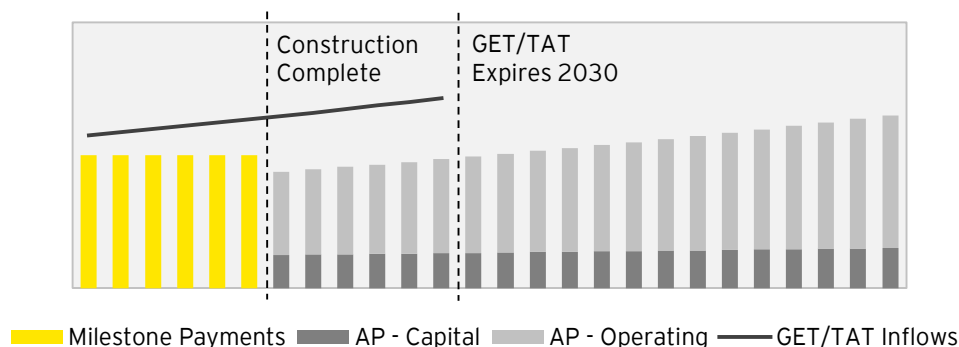 Construction
Complete
GET/TAT
Expires 2030
Milestone Payments
AP - Capital
AP - Operating
GET/TAT Inflows